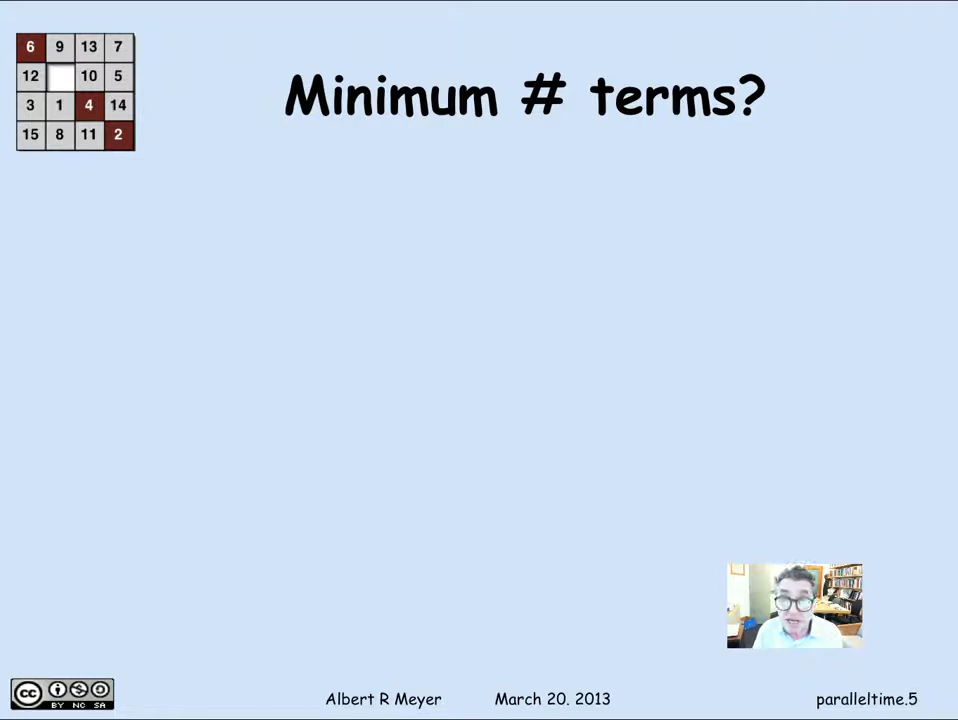 6 9 13 7
12 10 5
3 1 4 14
15 8 11 2
Minimum # terms?
cc BY NC SA
Albert R Meyer March 20. 2013 paralleltime.5